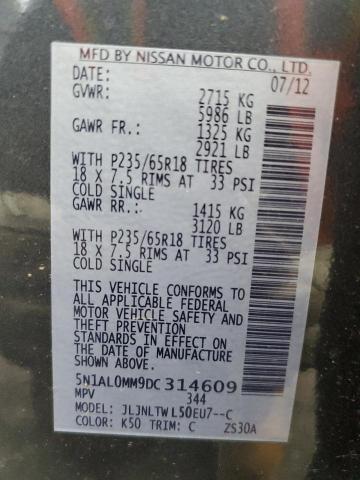 MFD BY NISSAN MOTOR CO., LTD.
DATE: 07/12
GVWR: 2715 KG
5986 LB
GAWR FR.: 1325 KG
2921 LB
WITH P235/65R18 TIRES
18 X 7.5 RIMS AT 33 PSI
COLD SINGLE
GAWR RR.: 1415 KG
3120 LB
WITH P235/65R18 TIRES
18 X 7.5 RIMS AT 33 PSI
COLD SINGLE
THIS VEHICLE CONFORMS TO
ALL APPLICABLE FEDERAL
MOTOR VEHICLE SAFETY AND
THEFT PREVENTION
STANDARDS IN EFFECT ON
THE DATE OF MANUFACTURE
SHOWN ABOVE.
5N1AL0MM9DC314609
MPV 344
MODEL: JLJNLTWL50EU7--C
COLOR: K50 TRIM: C ZS30A